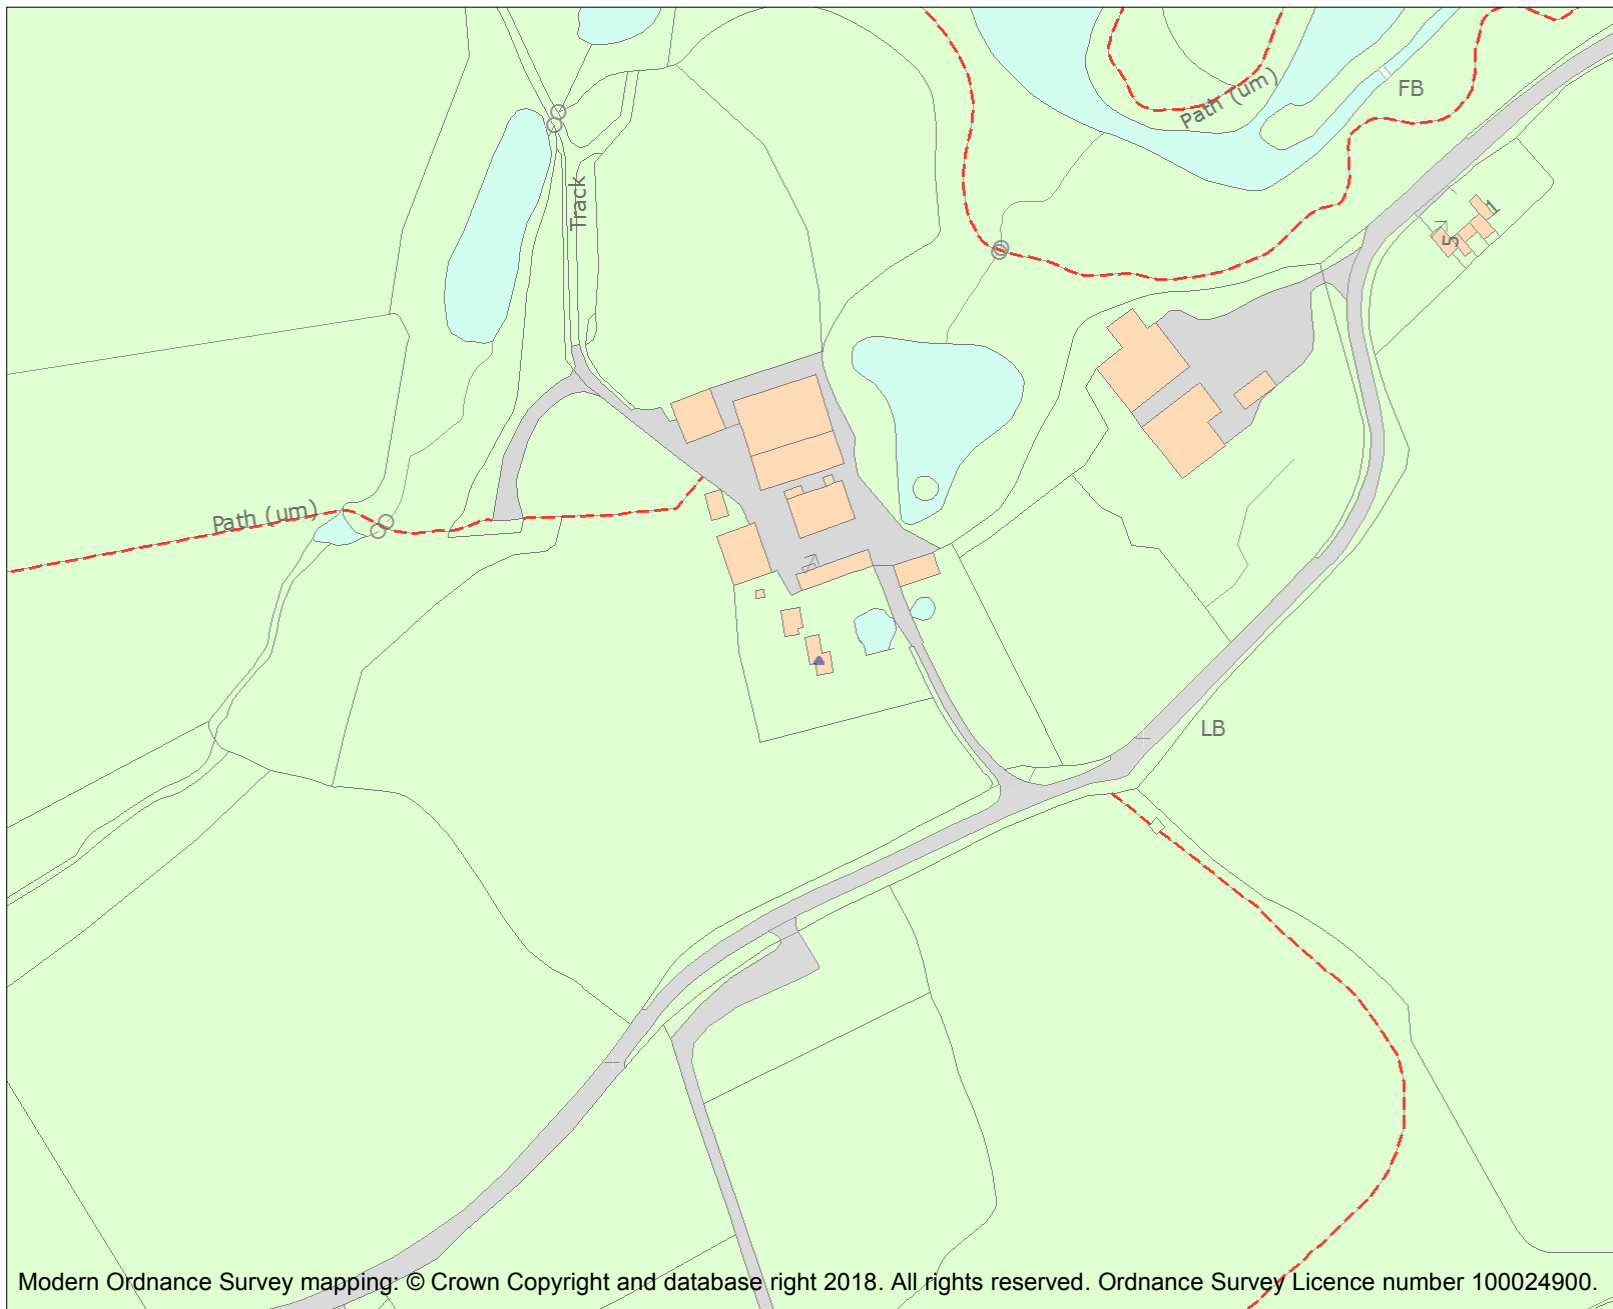 Path (um)
FB
Track
1
5
Path (um)
LB
Modern Ordnance Survey mapping: © Crown Copyright and database right 2018. All rights reserved. Ordnance Survey Licence number 100024900.